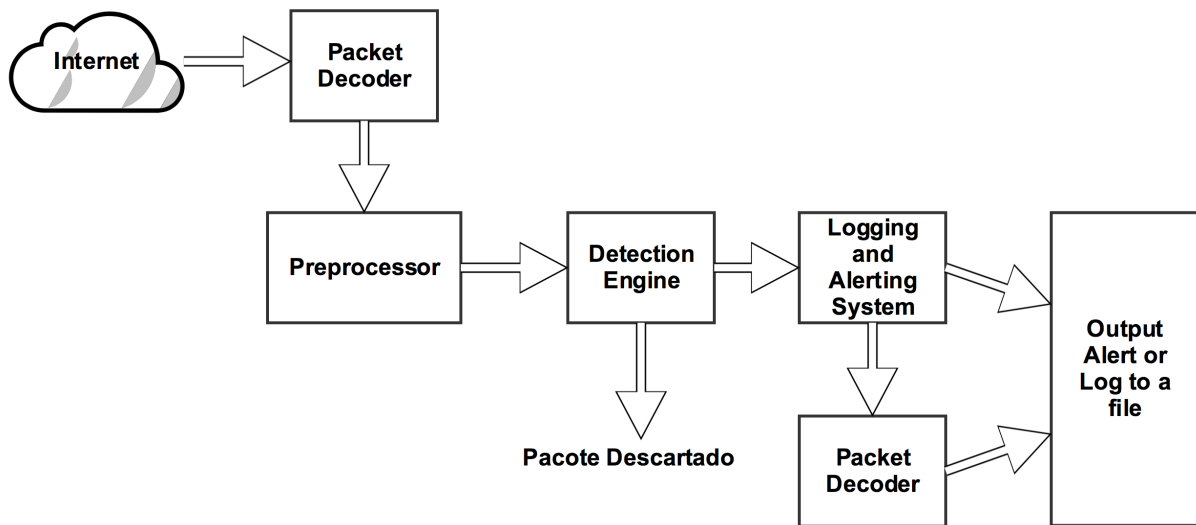 Internet
Packet
Decoder
Preprocessor
Detection
Engine
Logging
and
Alerting
System
Output
Alert or
Log to a
file
Pacote Descartado
Packet
Decoder